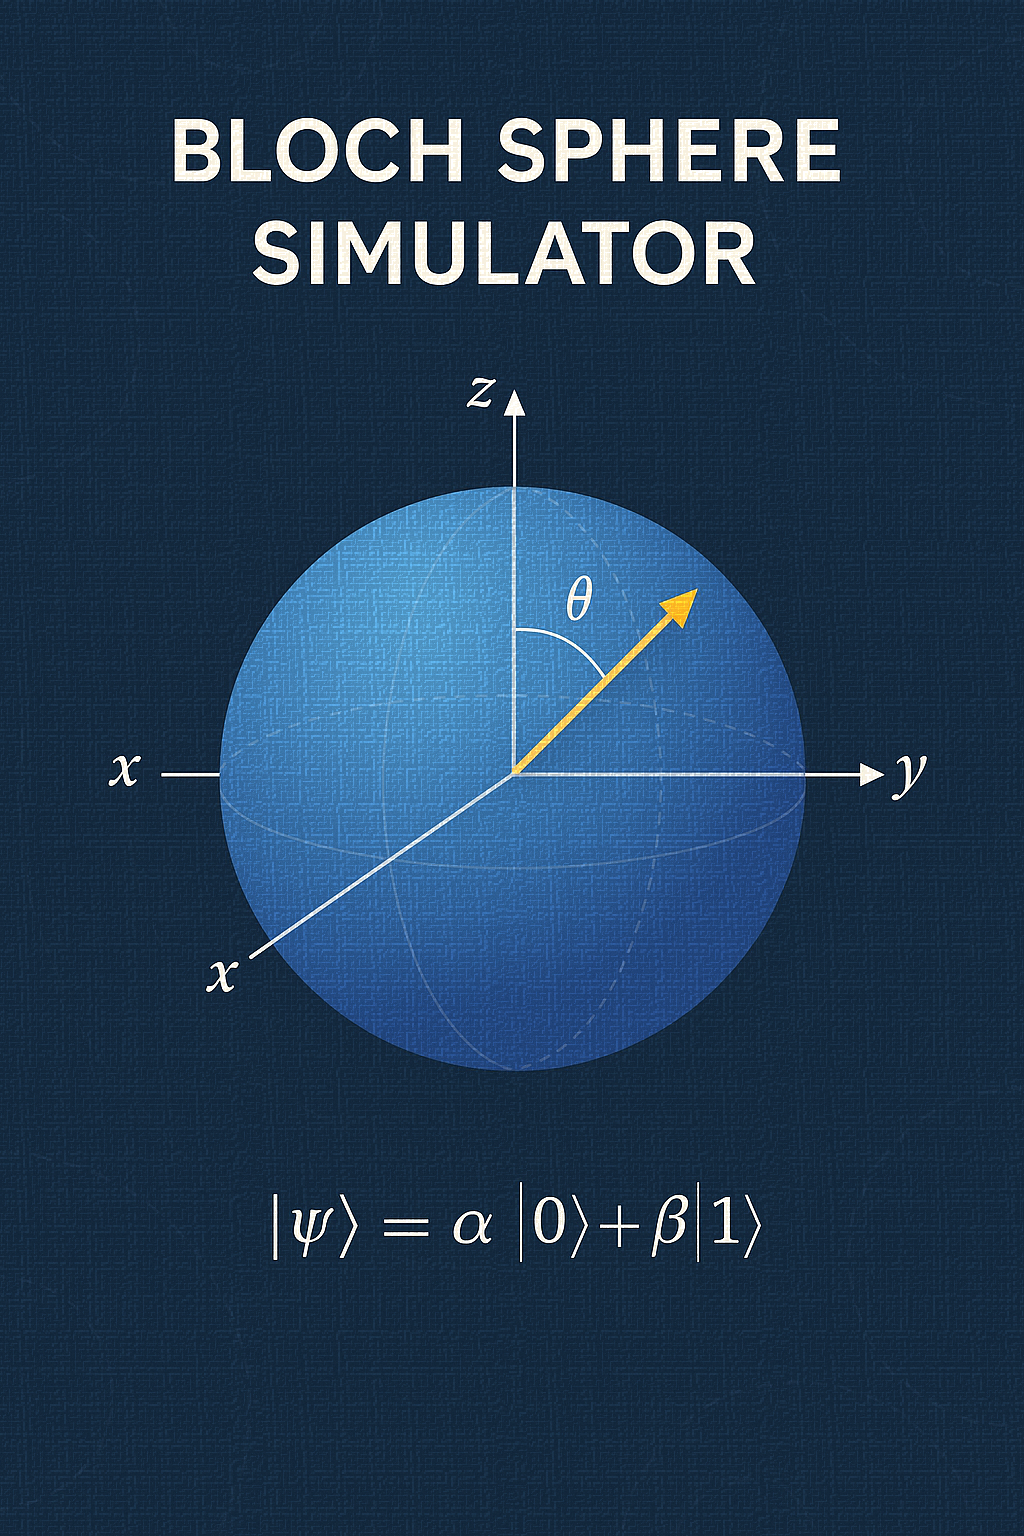 BLOCH SPHERE
SIMULATOR
z
θ
x
y
x
|ψ⟩ = α |0⟩+β|1⟩